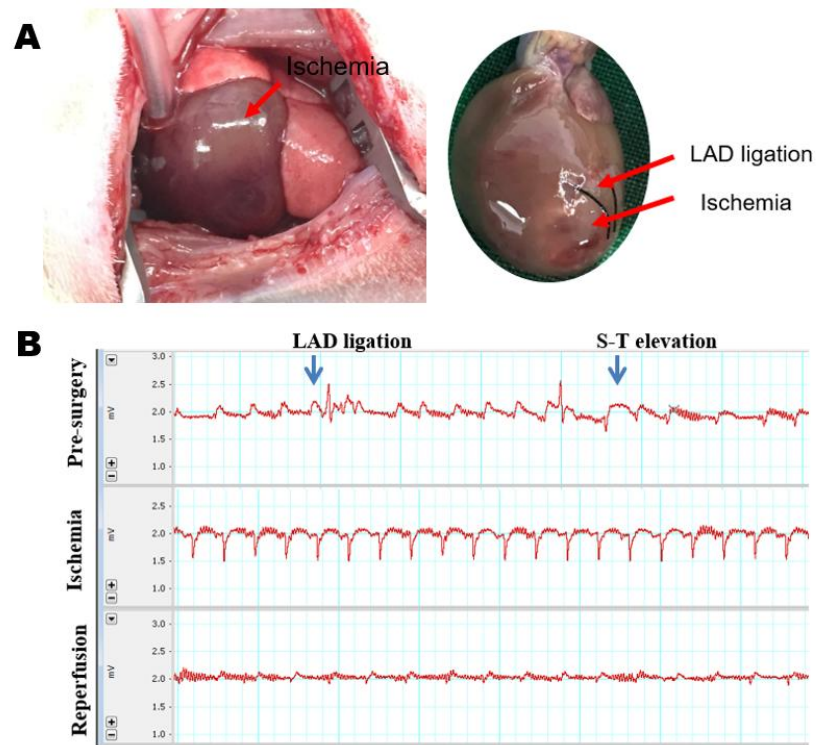 A
Ischemia
LAD ligation
Ischemia
B
LAD ligation
S-T elevation
Pre-surgery
mV
3.0
2.5
2.0
1.5
1.0
Ischemia
mV
2.5
2.0
1.5
1.0
Reperfusion
mV
3.0
2.5
2.0
1.5
1.0